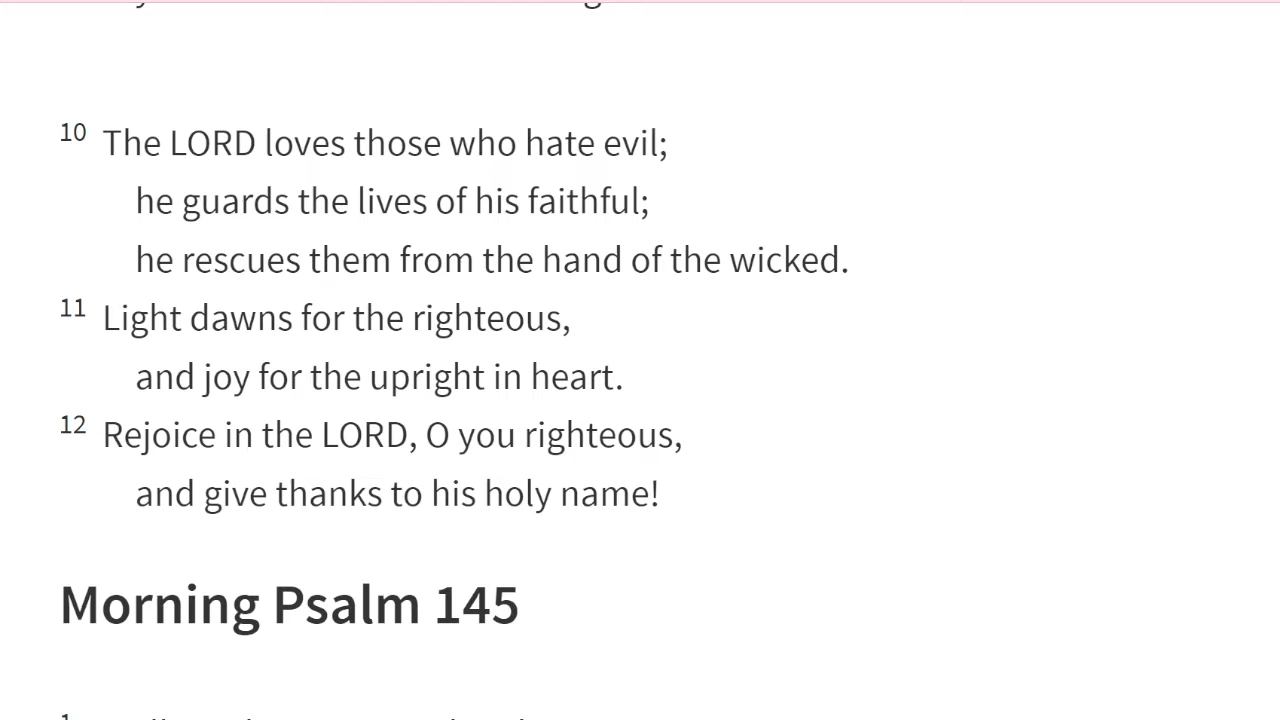 10 The LORD loves those who hate evil;
he guards the lives of his faithful;
he rescues them from the hand of the wicked.
11 Light dawns for the righteous,
and joy for the upright in heart.
12 Rejoice in the LORD, O you righteous,
and give thanks to his holy name!
Morning Psalm 145
1